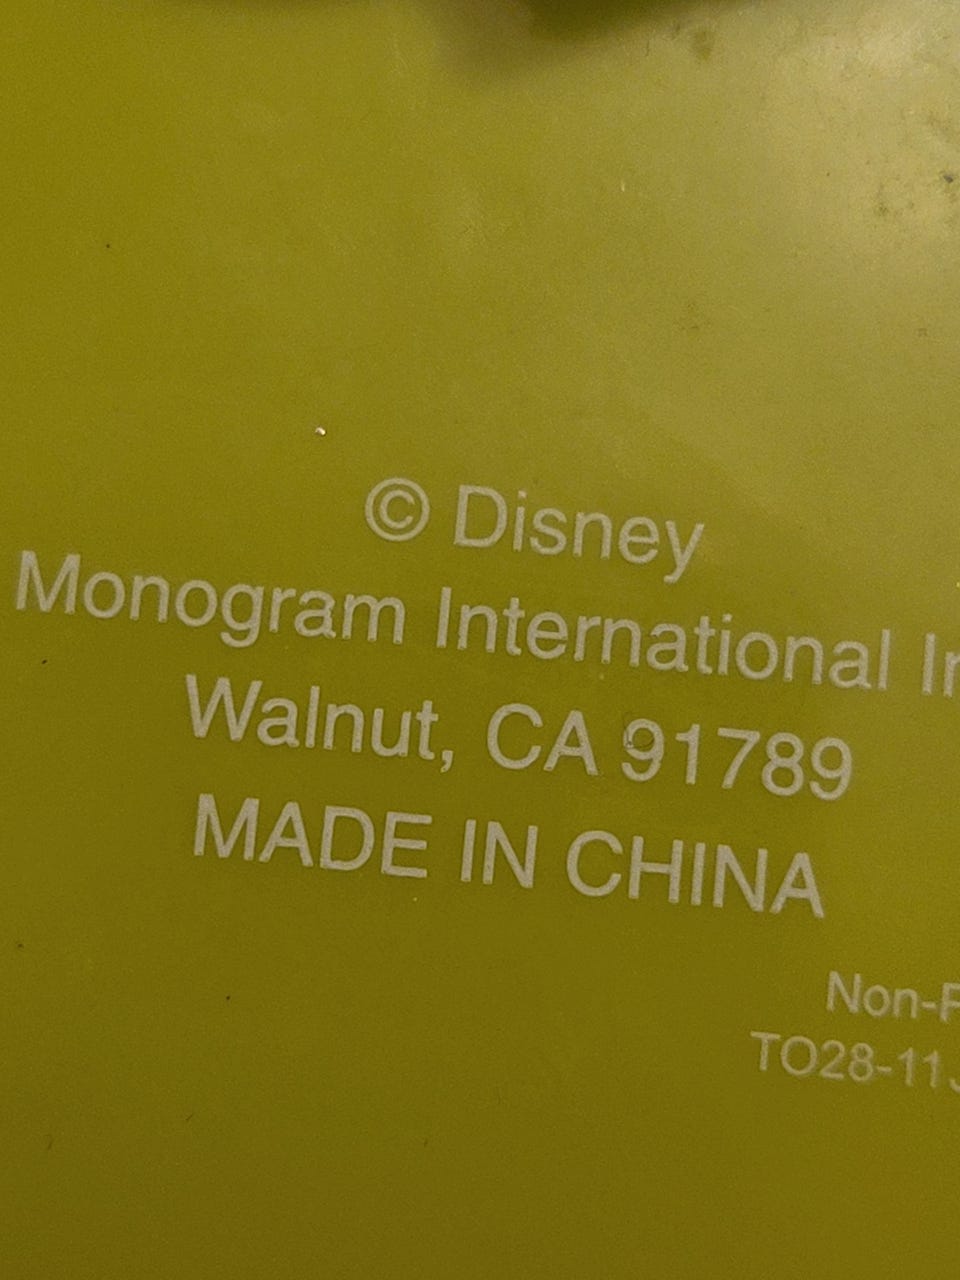 © Disney
Monogram International
Walnut, CA 91789
MADE IN CHINA